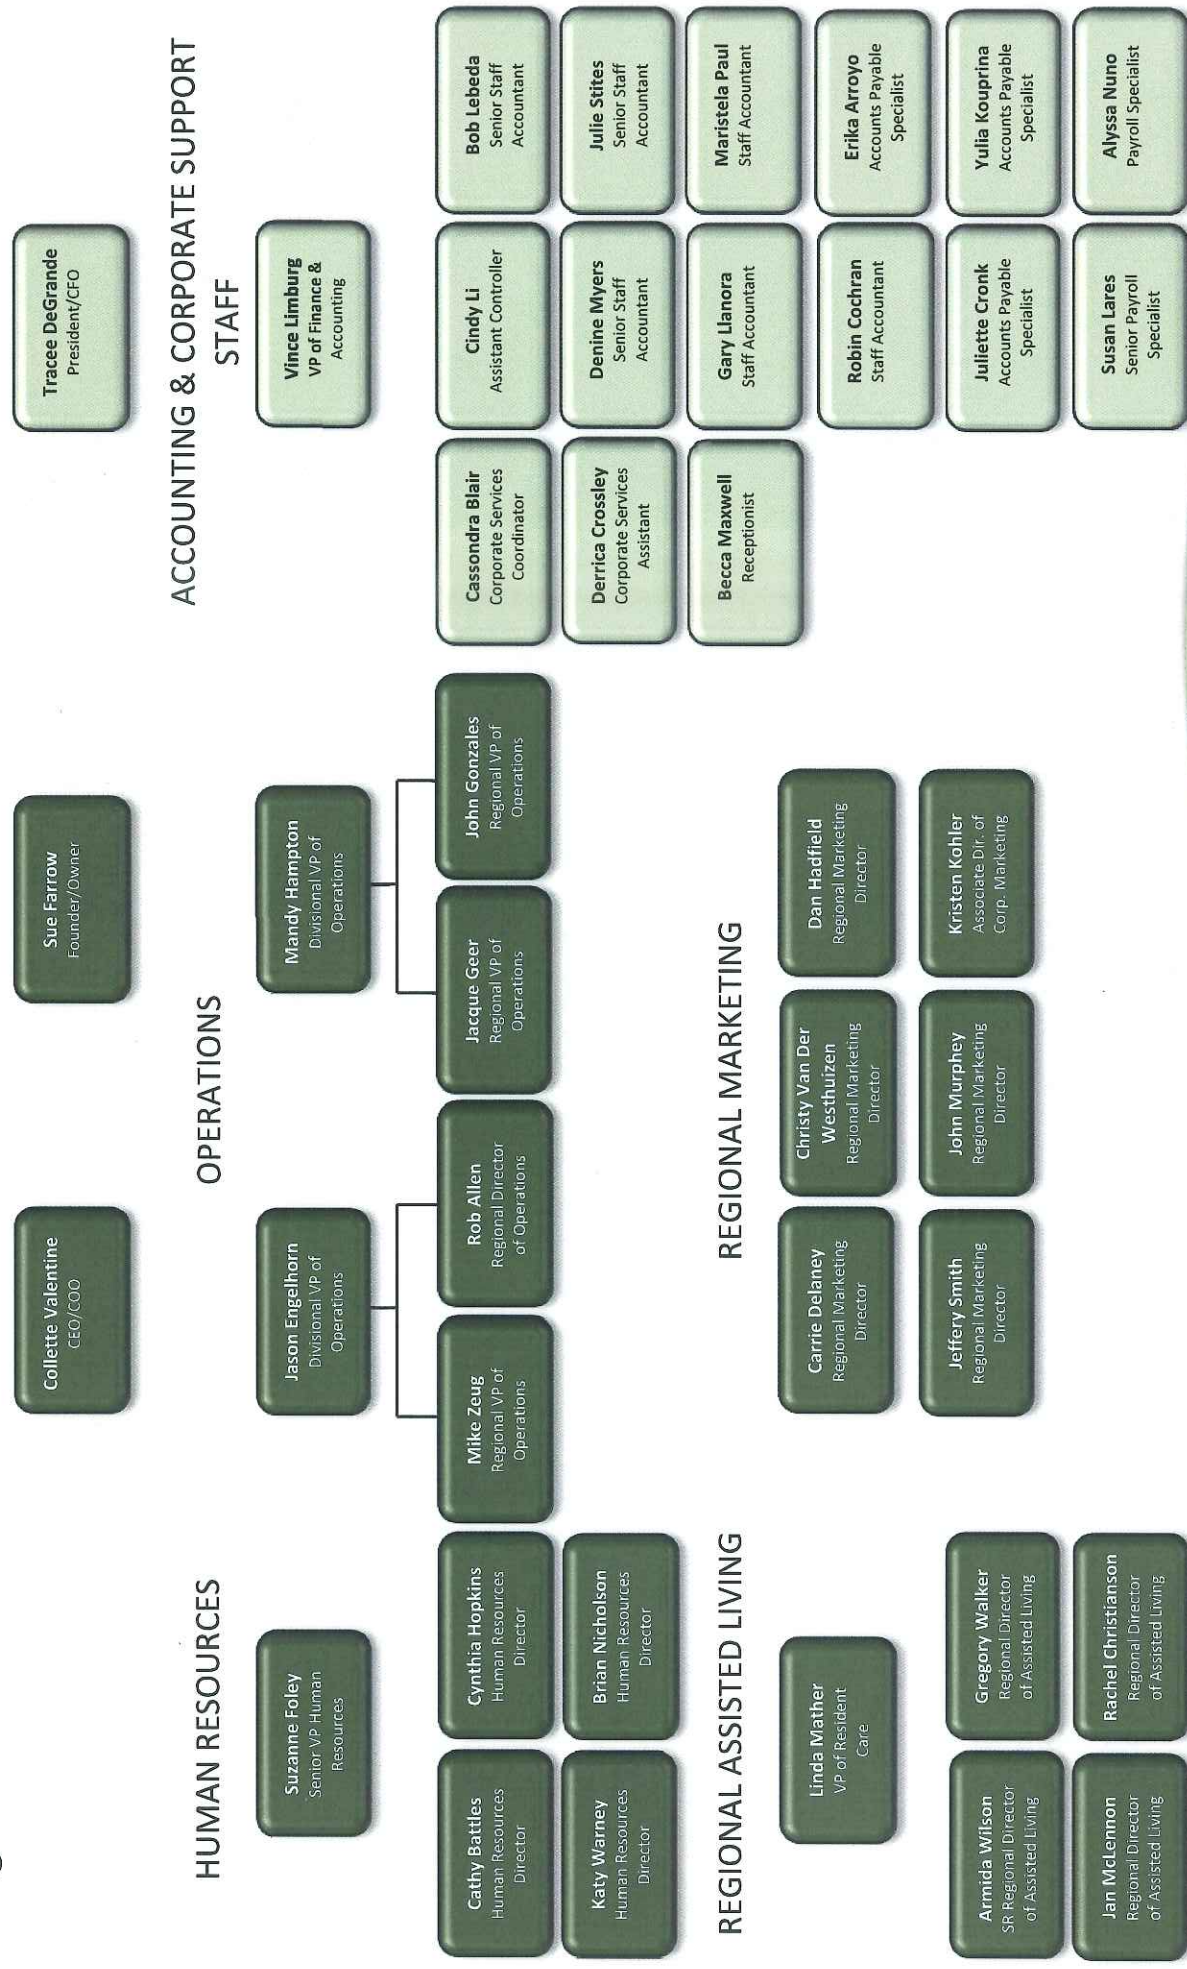 Collette Valentine
CEO/COO
Sue Farrow
Founder/Owner
Tracee DeGrande
President/CFO
HUMAN RESOURCES
Suzanne Foley
Senior VP Human
Resources
Cathy Battles
Human Resources
Director
Cynthia Hopkins
Human Resources
Director
Katy Warney
Human Resources
Director
Brian Nicholson
Human Resources
Director
OPERATIONS
Jason Engelhorn
Divisional VP of
Operations
Mandy Hampton
Divisional VP of
Operations
Mike Zeug
Regional VP of
Operations
Rob Allen
Regional Director
of Operations
Jacque Geer
Regional VP of
Operations
John Gonzales
Regional VP of
Operations
ACCOUNTING & CORPORATE SUPPORT
STAFF
Vince Limburg
VP of Finance &
Accounting
Cassondra Blair
Corporate Services
Coordinator
Cindy Li
Assistant Controller
Bob Lebeda
Senior Staff
Accountant
Derrica Crossley
Corporate Services
Assistant
Denine Myers
Senior Staff
Accountant
Julie Stites
Senior Staff
Accountant
Becca Maxwell
Receptionist
Gary Llanora
Staff Accountant
Maristela Paul
Staff Accountant
Robin Cochran
Staff Accountant
Erika Arroyo
Accounts Payable
Specialist
Juliette Cronk
Accounts Payable
Specialist
Yulia Kouprina
Accounts Payable
Specialist
Susan Lares
Senior Payroll
Specialist
Alyssa Nuno
Payroll Specialist
REGIONAL ASSISTED LIVING
Linda Mather
VP of Resident
Care
Armida Wilson
SR Regional Director
of Assisted Living
Gregory Walker
Regional Director
of Assisted Living
Jan McLennon
Regional Director
of Assisted Living
Rachel Christianson
Regional Director
of Assisted Living
REGIONAL MARKETING
Carrie Delaney
Regional Marketing
Director
Christy Van Der
Westhuizen
Regional Marketing
Director
Dan Hadfield
Regional Marketing
Director
Jeffery Smith
Regional Marketing
Director
John Murphey
Regional Marketing
Director
Kristen Kohler
Associate Dir. of
Corp. Marketing